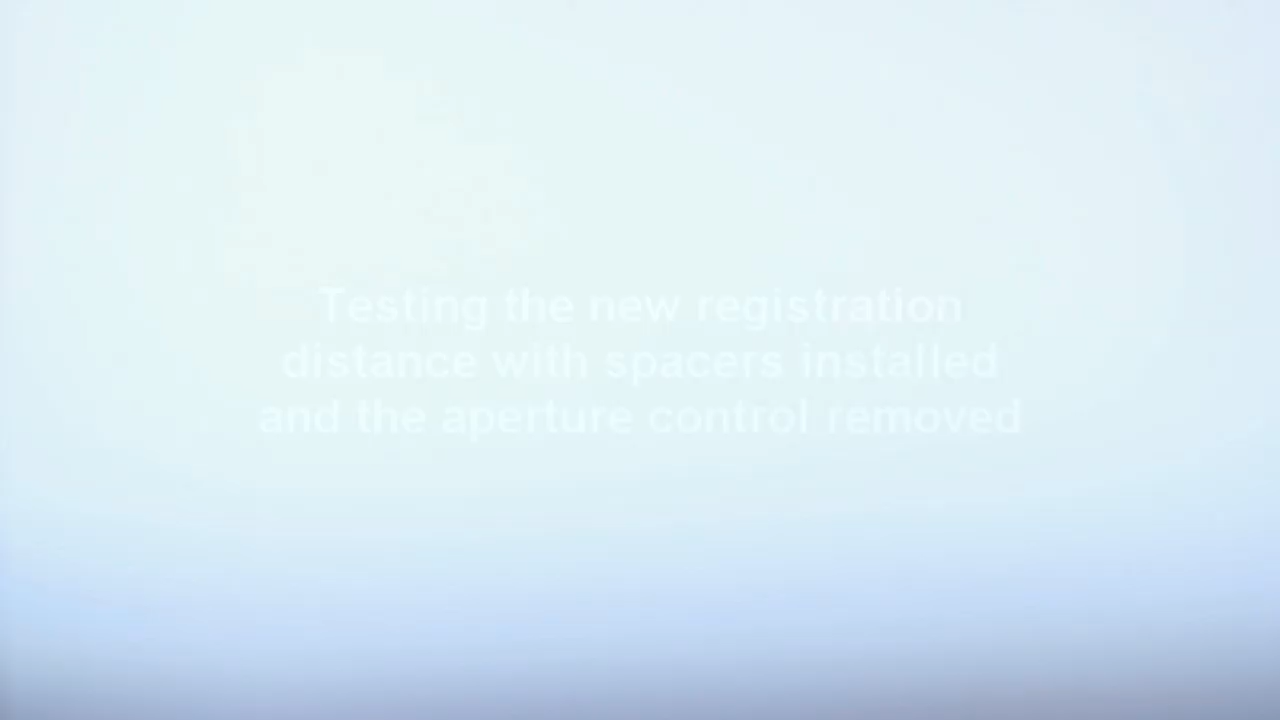 Testing the new registration
distance with spacers installed
and the aperture control removed